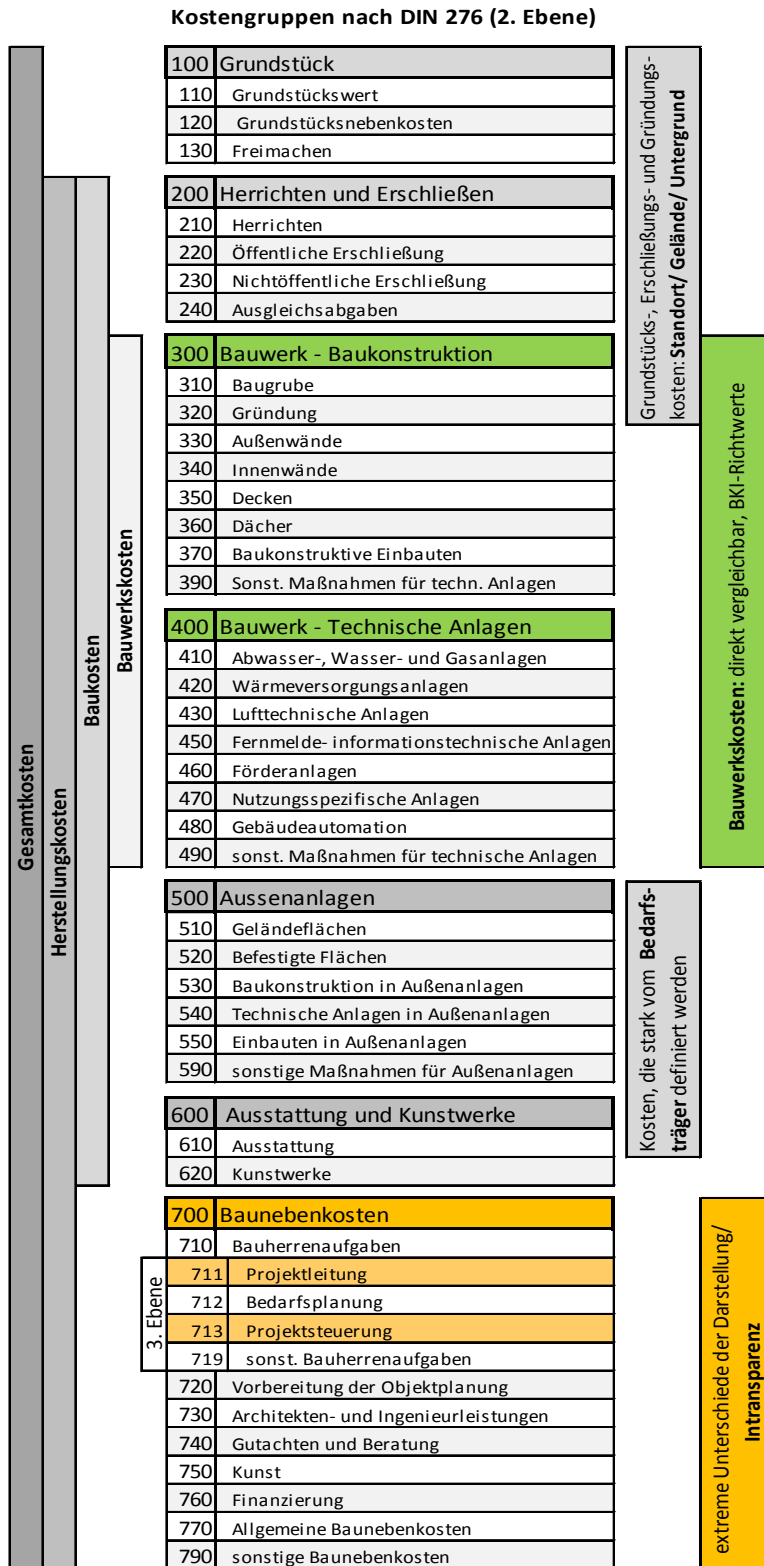 Kostengruppen nach DIN 276 (2. Ebene)
100 Grundstück
110 Grundstückswert
120 Grundstücksnebenkosten
130 Freimachen
200 Herrichten und Erschließen
210 Herrichten
220 Öffentliche Erschließung
230 Nichtöffentliche Erschließung
240 Ausgleichsabgaben
300 Bauwerk - Baukonstruktion
310 Baugrube
320 Gründung
330 Außenwände
340 Innenwände
350 Decken
360 Dächer
370 Baukonstruktive Einbauten
390 Sonst. Maßnahmen für techn. Anlagen
400 Bauwerk - Technische Anlagen
410 Abwasser-, Wasser- und Gasanlagen
420 Wärmeversorgungsanlagen
430 Lufttechnische Anlagen
450 Fernmelde- informationstechnische Anlagen
460 Förderanlagen
470 Nutzungsspezifische Anlagen
480 Gebäudeautomation
490 sonst. Maßnahmen für technische Anlagen
500 Aussenanlagen
510 Geländeflächen
520 Befestigte Flächen
530 Baukonstruktion in Außenanlagen
540 Technische Anlagen in Außenanlagen
550 Einbauten in Außenanlagen
590 sonstige Maßnahmen für Außenanlagen
600 Ausstattung und Kunstwerke
610 Ausstattung
620 Kunstwerke
700 Baunebenkosten
710 Bauherrenaufgaben
711 Projektleitung
712 Bedarfsplanung
713 Projektsteuerung
719 sonst. Bauherrenaufgaben
720 Vorbereitung der Objektplanung
730 Architekten- und Ingenieurleistungen
740 Gutachten und Beratung
750 Kunst
760 Finanzierung
770 Allgemeine Baunebenkosten
790 sonstige Baunebenkosten
Gesamtkosten
Herstellungskosten
Baukosten
Bauwerkskosten
3. Ebene
Grundstücks-, Erschließungs- und Gründungs-
kosten: Standort/ Gelände/ Untergrund
Bauwerkskosten: direkt vergleichbar, BKI-Richtwerte
Kosten, die stark vom Bedarfs-
träger definiert werden
extreme Unterschiede der Darstellung/
Intransparenz